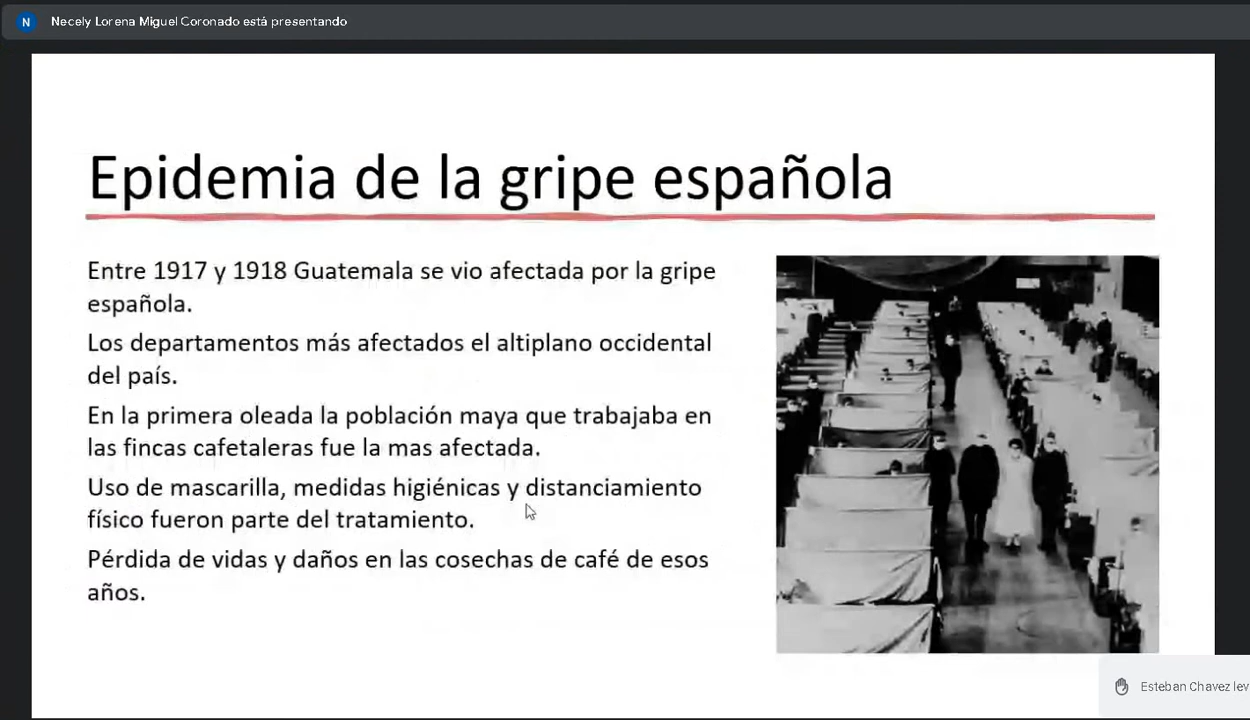 N Necely Lorena Miguel Coronado está presentando
Epidemia de la gripe española
Entre 1917 y 1918 Guatemala se vio afectada por la gripe
española.
Los departamentos más afectados el altiplano occidental
del país.
En la primera oleada la población maya que trabajaba en
las fincas cafetaleras fue la mas afectada.
Uso de mascarilla, medidas higiénicas y distanciamiento
físico fueron parte del tratamiento.
Pérdida de vidas y daños en las cosechas de café de esos
años.
Esteban Chavez lev